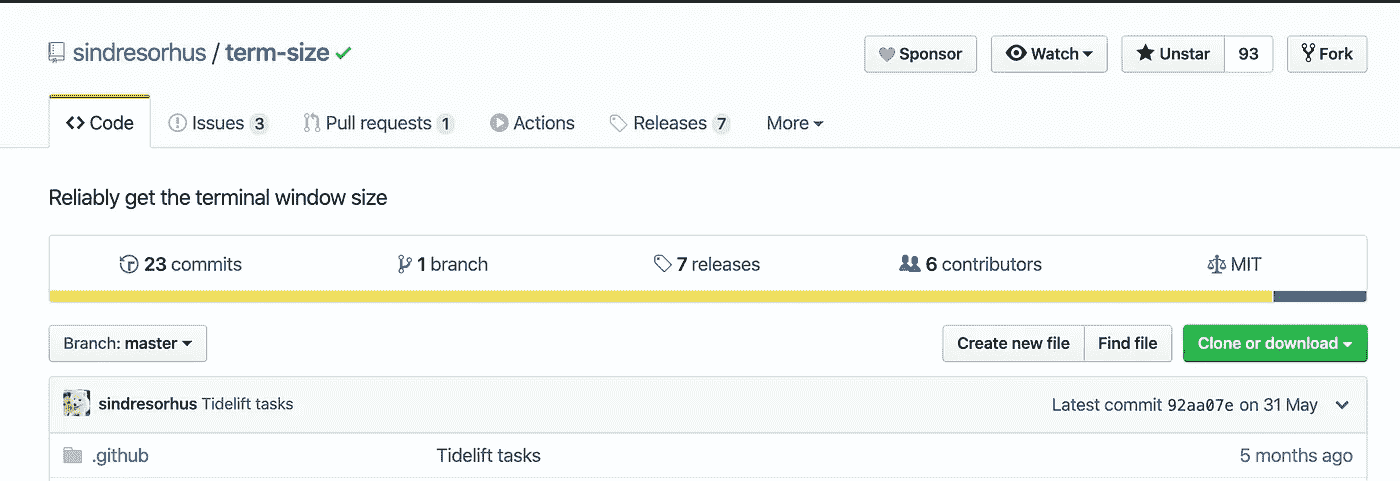 sindresorhus / term-size
Sponsor Watch Unstar 93 Fork
Code Issues 3 Pull requests 1 Actions Releases 7 More
Reliably get the terminal window size
23 commits 1 branch 7 releases 6 contributors MIT
Branch: master Create new file Find file Clone or download
sindresorhus Tidelift tasks Latest commit 92aa07e on 31 May
.github Tidelift tasks 5 months ago